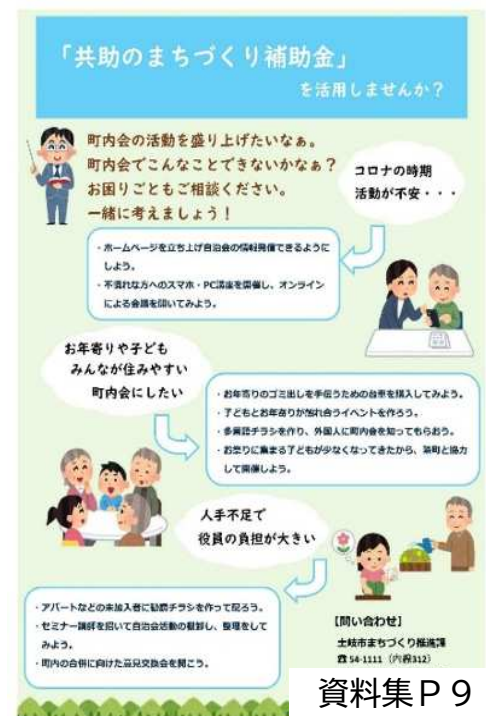 「共助のまちづくり補助金」
を活用しませんか？
町内会の活動を盛り上げたいなぁ。
町内会でこんなことできないかなぁ？
お困りごともご相談ください。
一緒に考えましょう！
コロナの時期
活動が不安・・・
・ホームページを立ち上げ自治会の情報発信できるように
しよう。
・不慣れな方へのスマホ・PC講座を開催し、オンライン
による会議を開いてみよう。
お年寄りや子ども
みんなが住みやすい
町内会にしたい
・お年寄りのゴミ出しを手伝うための台車を購入してみよう。
・子どもとお年寄りが触れ合うイベントを作ろう。
・多言語チラシを作り、外国人に町内会を知ってもらおう。
・お祭りに集まる子どもが少なくなってきたから、隣町と協力
して開催しよう。
人手不足で
役員の負担が大きい
・アパートなどの未加入者に勧誘チラシを作って配ろう。
・セミナー講師を招いて自治会活動の棚卸し、整理をして
みよう。
・町内の合併に向けた意見交換会を開こう。
【問い合わせ】
土岐市まちづくり推進課
☎ 54-1111（内線312）
資料集Ｐ９